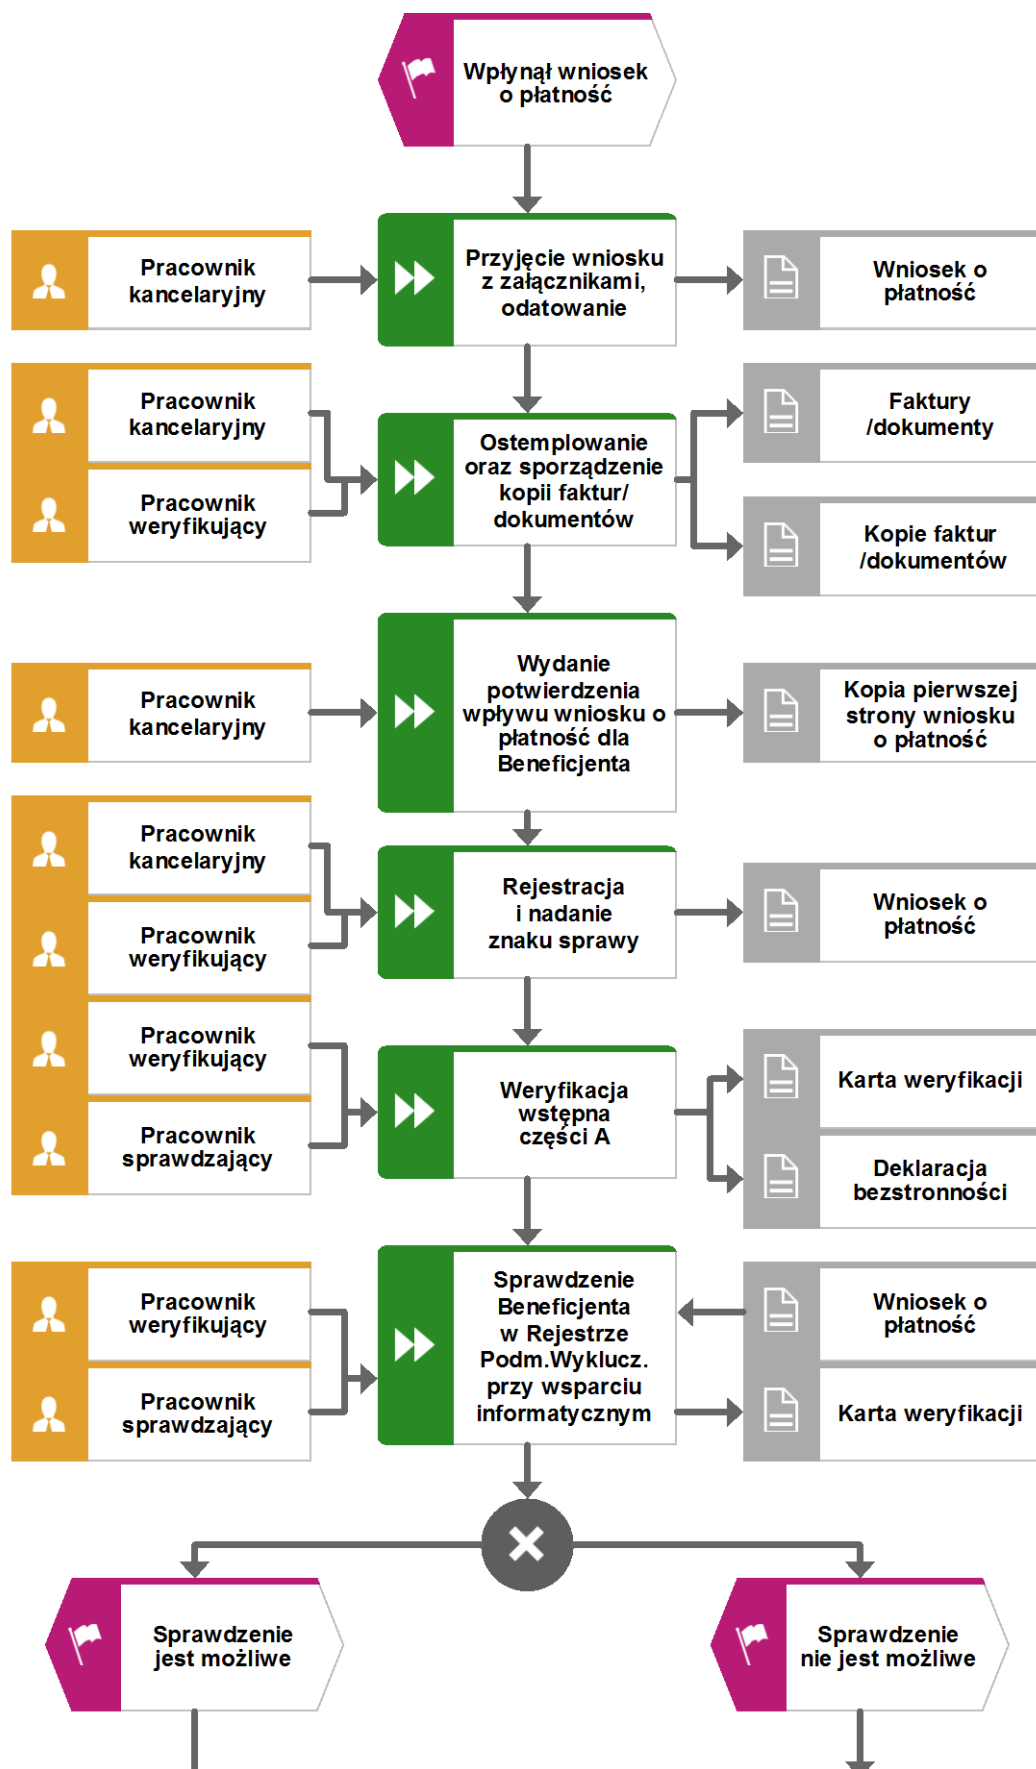 Wpłynął wniosek
o płatność
Pracownik
kancelaryjny
Przyjęcie wniosku
z załącznikami,
odatowanie
Wniosek o
płatność
Pracownik
kancelaryjny
Pracownik
weryfikujący
Ostemplowanie
oraz sporządzenie
kopii faktur/
dokumentów
Faktury
/dokumenty
Kopie faktur
/dokumentów
Pracownik
kancelaryjny
Wydanie
potwierdzenia
wpływu wniosku o
płatność dla
Beneficjenta
Kopia pierwszej
strony wniosku
o płatność
Pracownik
kancelaryjny
Pracownik
weryfikujący
Rejestracja
i nadanie
znaku sprawy
Wniosek o
płatność
Pracownik
weryfikujący
Pracownik
sprawdzający
Weryfikacja
wstępna
części A
Karta weryfikacji
Deklaracja
bezstronności
Pracownik
weryfikujący
Pracownik
sprawdzający
Sprawdzenie
Beneficjenta
w Rejestrze
Podm.Wyklucz.
przy wsparciu
informatycznym
Wniosek o
płatność
Karta weryfikacji
Sprawdzenie
jest możliwe
Sprawdzenie
nie jest możliwe